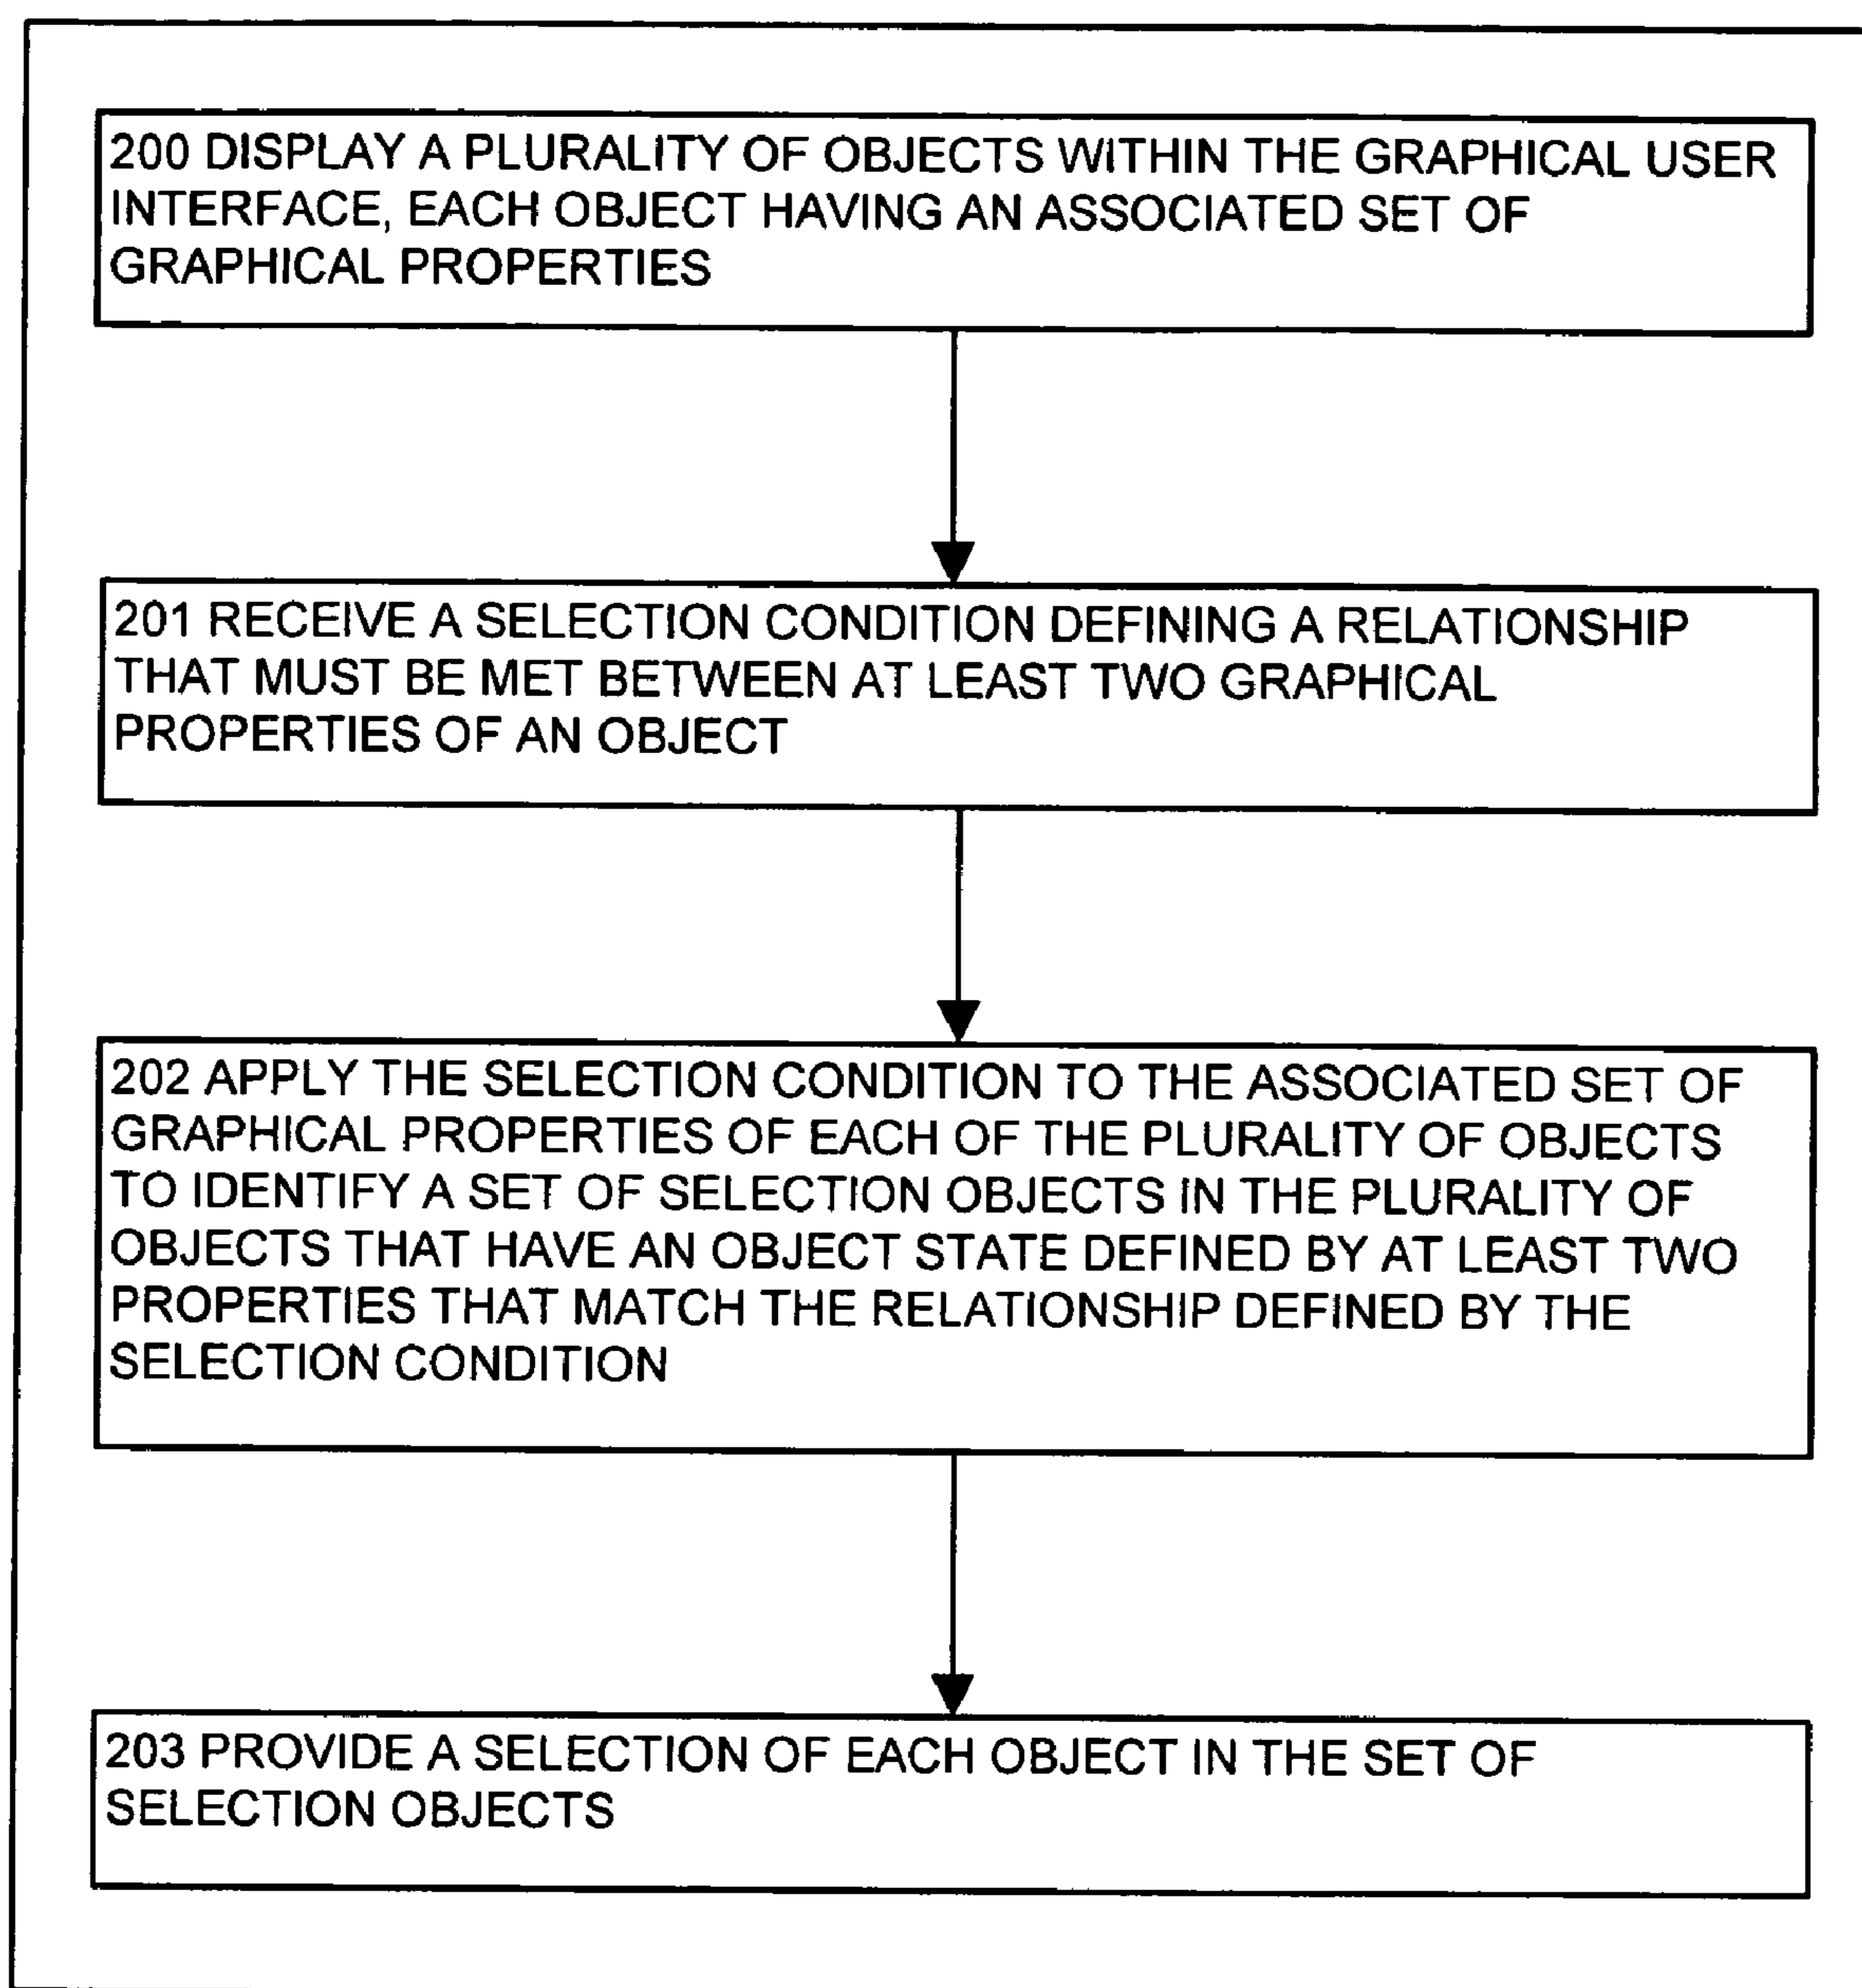 200 DISPLAY A PLURALITY OF OBJECTS WITHIN THE GRAPHICAL USER
INTERFACE, EACH OBJECT HAVING AN ASSOCIATED SET OF
GRAPHICAL PROPERTIES
201 RECEIVE A SELECTION CONDITION DEFINING A RELATIONSHIP
THAT MUST BE MET BETWEEN AT LEAST TWO GRAPHICAL
PROPERTIES OF AN OBJECT
202 APPLY THE SELECTION CONDITION TO THE ASSOCIATED SET OF
GRAPHICAL PROPERTIES OF EACH OF THE PLURALITY OF OBJECTS
TO IDENTIFY A SET OF SELECTION OBJECTS IN THE PLURALITY OF
OBJECTS THAT HAVE AN OBJECT STATE DEFINED BY AT LEAST TWO
PROPERTIES THAT MATCH THE RELATIONSHIP DEFINED BY THE
SELECTION CONDITION
203 PROVIDE A SELECTION OF EACH OBJECT IN THE SET OF
SELECTION OBJECTS